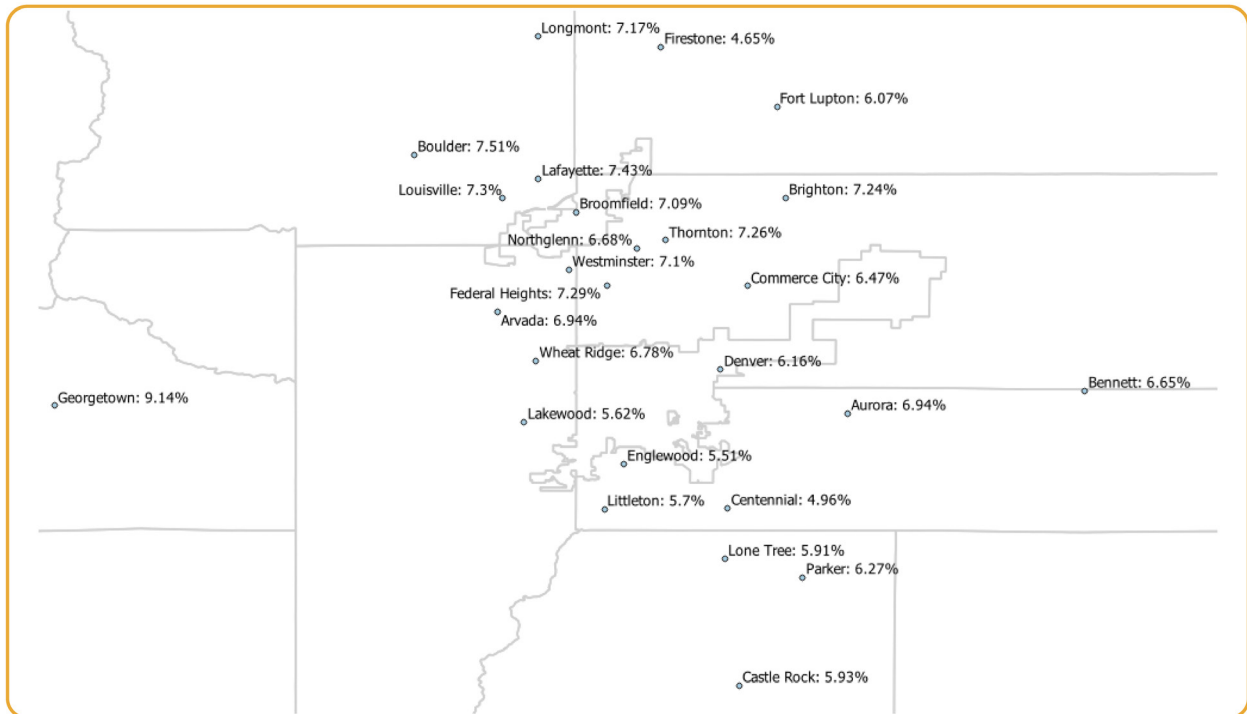 Longmont: 7.17%
Firestone: 4.65%
Fort Lupton: 6.07%
Boulder: 7.51%
Lafayette: 7.43%
Louisville: 7.3%
Brighton: 7.24%
Broomfield: 7.09%
Thornton: 7.26%
Northglenn: 6.68%
Westminster: 7.1%
Commerce City: 6.47%
Federal Heights: 7.29%
Arvada: 6.94%
Wheat Ridge: 6.78%
Denver: 6.16%
Bennett: 6.65%
Georgetown: 9.14%
Aurora: 6.94%
Lakewood: 5.62%
Englewood: 5.51%
Littleton: 5.7%
Centennial: 4.96%
Lone Tree: 5.91%
Parker: 6.27%
Castle Rock: 5.93%